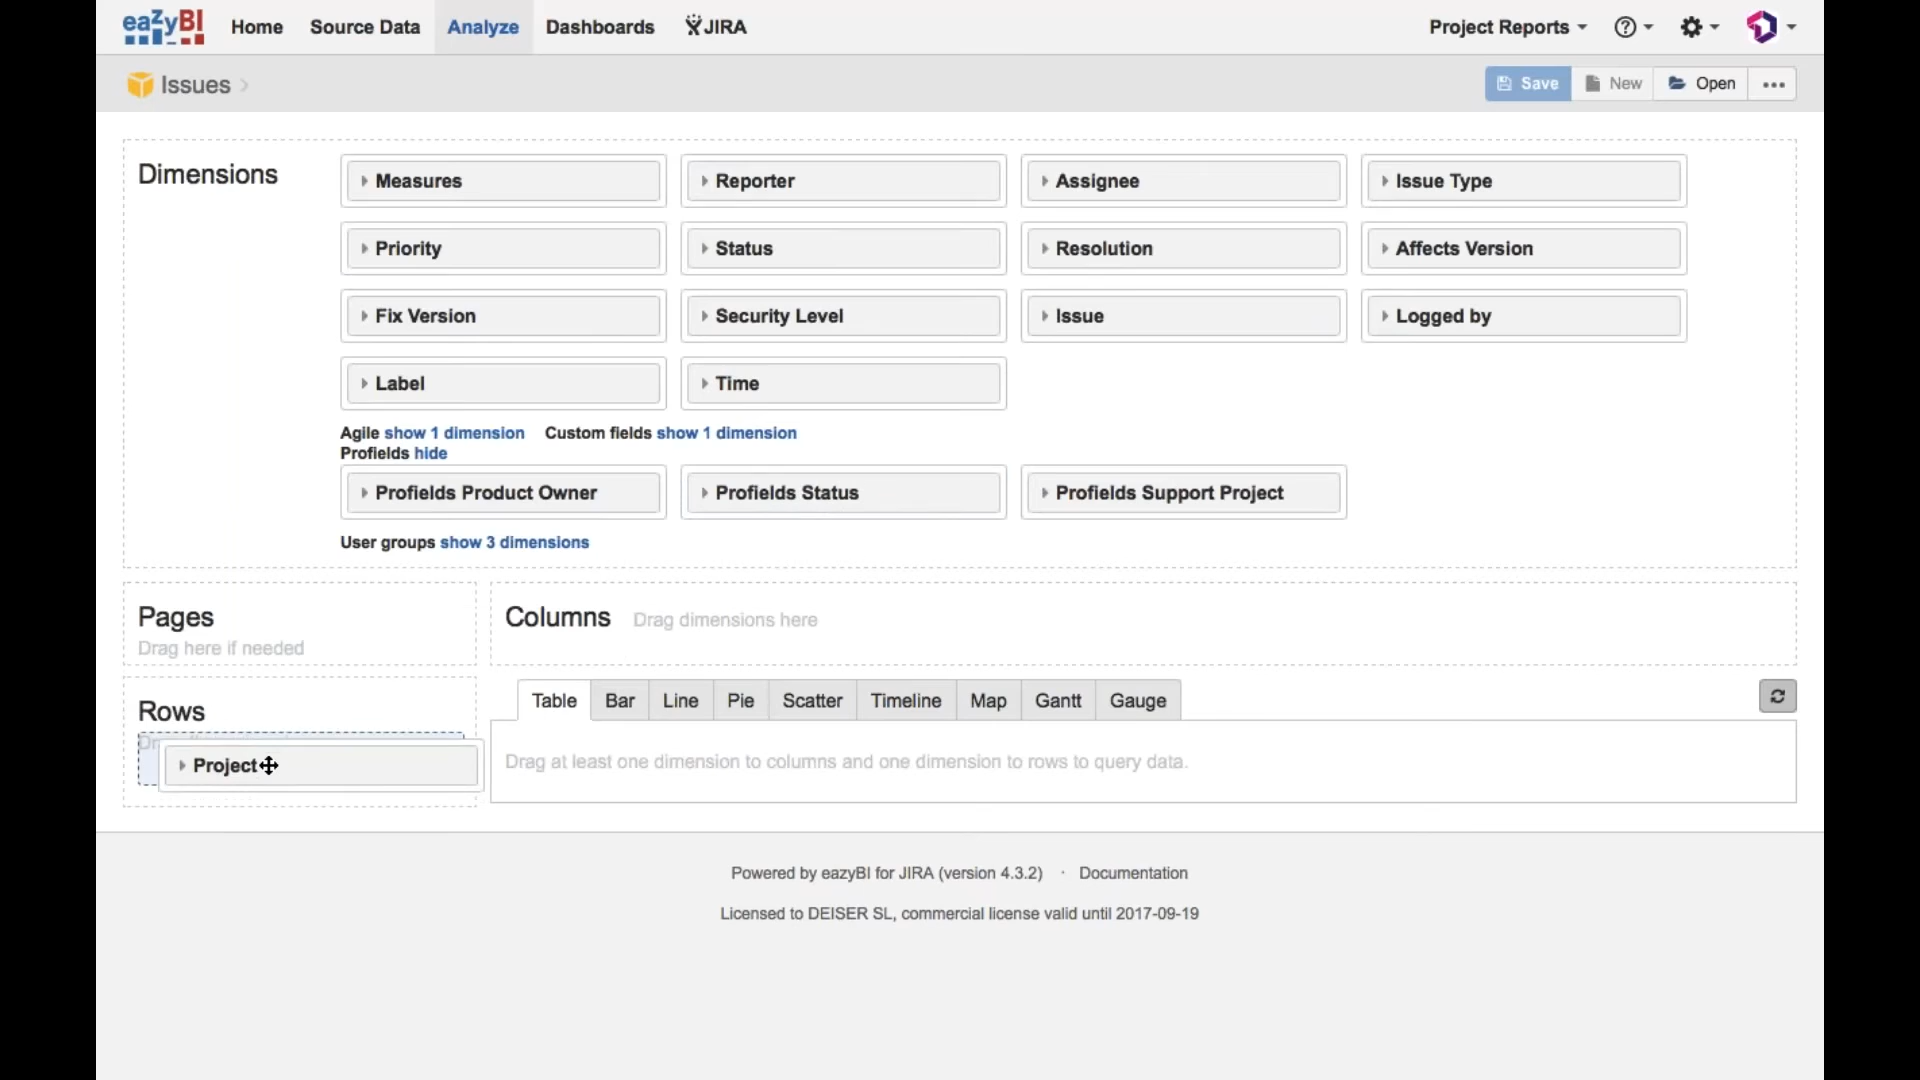 eazyBI Home Source Data Analyze Dashboards JIRA Project Reports
Issues Save New Open
Dimensions Measures Reporter Assignee Issue Type
Priority Status Resolution Affects Version
Fix Version Security Level Issue Logged by
Label Time
Agile show 1 dimension Custom fields show 1 dimension
Profields hide
Profields Product Owner Profields Status Profields Support Project
User groups show 3 dimensions
Pages Columns Drag dimensions here
Drag here if needed
Rows Table Bar Line Pie Scatter Timeline Map Gantt Gauge
Project Drag at least one dimension to columns and one dimension to rows to query data.
Powered by eazyBI for JIRA (version 4.3.2) · Documentation
Licensed to DEISER SL, commercial license valid until 2017-09-19